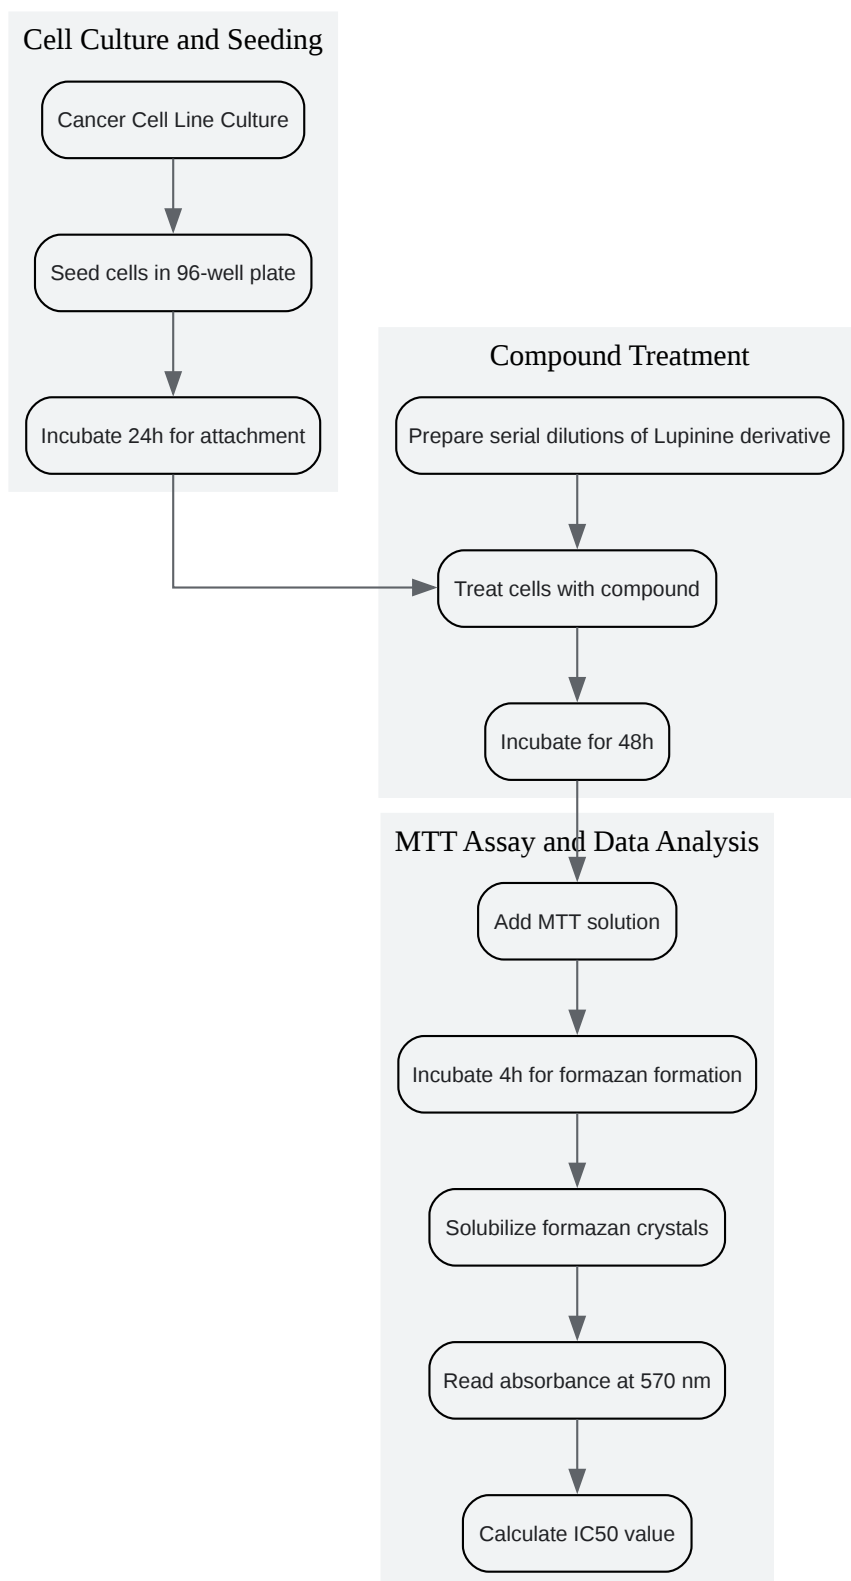 Cell Culture and Seeding
Cancer Cell Line Culture
Seed cells in 96-well plate
Incubate 24h for attachment
Compound Treatment
Prepare serial dilutions of Lupinine derivative
Treat cells with compound
Incubate for 48h
MTT Assay and Data Analysis
Add MTT solution
Incubate 4h for formazan formation
Solubilize formazan crystals
Read absorbance at 570 nm
Calculate IC50 value